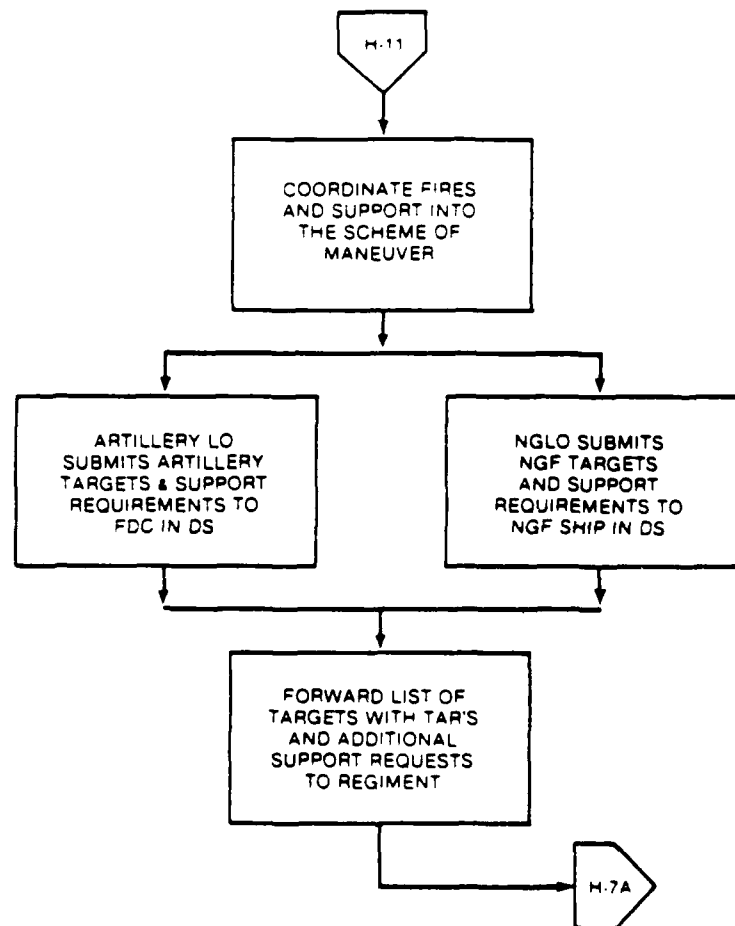 H-11
COORDINATE FIRES
AND SUPPORT INTO
THE SCHEME OF
MANEUVER
ARTILLERY LO
SUBMITS ARTILLERY
TARGETS & SUPPORT
REQUIREMENTS TO
FDC IN DS
NGLO SUBMITS
NGF TARGETS
AND SUPPORT
REQUIREMENTS TO
NGF SHIP IN DS
FORWARD LIST OF
TARGETS WITH TAR'S
AND ADDITIONAL
SUPPORT REQUESTS
TO REGIMENT
H-7A